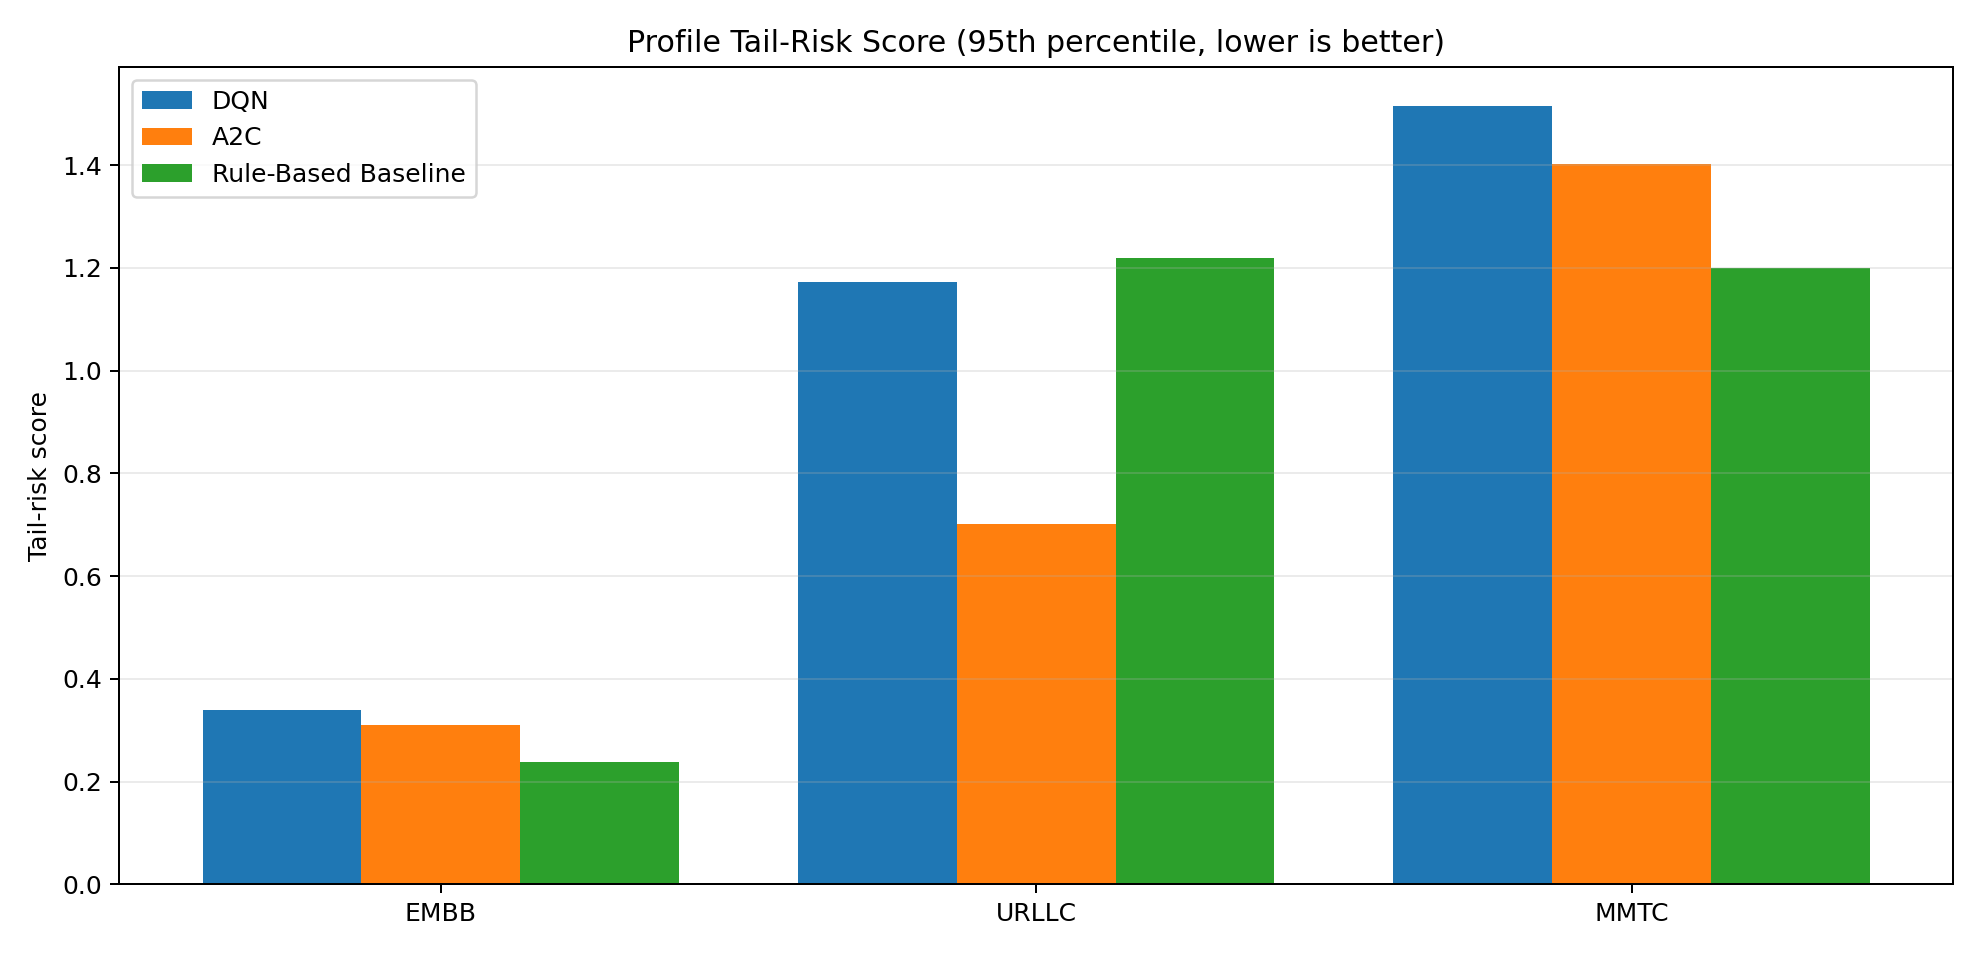 Profile Tail-Risk Score (95th percentile, lower is better)
DQN
A2C
Rule-Based Baseline
Tail-risk score
1.4
1.2
1.0
0.8
0.6
0.4
0.2
0.0
EMBB
URLLC
MMTC